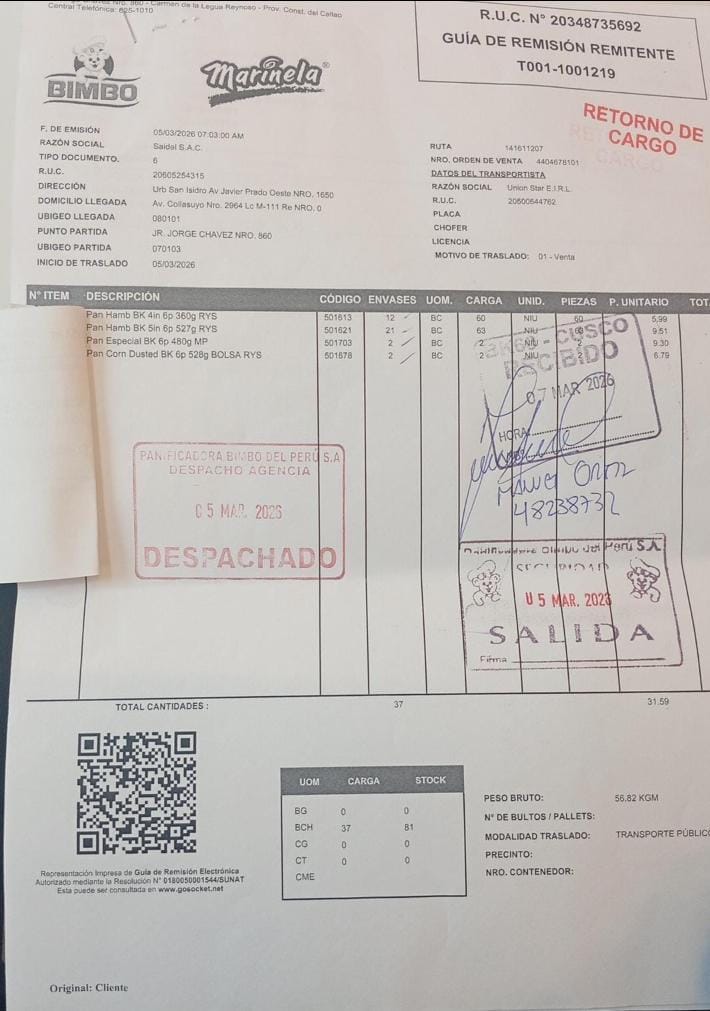 Central Telefónica: 625-1010
R.U.C. N° 20348735692
GUÍA DE REMISIÓN REMITENTE
T001-1001219
BIMBO
Marinela®
RETORNO DE
CARGO
F. DE EMISIÓN 05/03/2026 07:03:00 AM
RAZÓN SOCIAL Saidel S.A.C.
TIPO DOCUMENTO. 6
R.U.C. 20605254315
DIRECCIÓN Urb San Isidro Av Javier Prado Oeste NRO. 1650
DOMICILIO LLEGADA Av. Collasuyo Nro. 2964 Lc M-111 Re NRO. 0
UBIGEO LLEGADA 080101
PUNTO PARTIDA JR. JORGE CHAVEZ NRO. 860
UBIGEO PARTIDA 070103
INICIO DE TRASLADO 05/03/2026
RUTA 141611207
NRO. ORDEN DE VENTA 4404678101
DATOS DEL TRANSPORTISTA
RAZÓN SOCIAL Union Star E.I.R.L.
R.U.C. 20600644762
PLACA
CHOFER
LICENCIA
MOTIVO DE TRASLADO: 01 - Venta
N° ITEM DESCRIPCIÓN CÓDIGO ENVASES UOM. CARGA UNID. PIEZAS P. UNITARIO
Pan Hamb BK 4in 6p 360g RYS 501613 12 BC 60 NIU 60 5.99
Pan Hamb BK 5in 6p 527g RYS 501621 21 BC 63 NIU 9.51
Pan Especial BK 6p 480g MP 501703 2 BC 2 NIU 2 9.30
Pan Corn Dusted BK 6p 528g BOLSA RYS 501678 2 BC 2 NIU 2 6.79
CUSCO
RECIBIDO
07 MAR 2026
HORA
48238732
PANIFICADORA BIMBO DEL PERÚ S.A
DESPACHO AGENCIA
05 MAR. 2026
DESPACHADO
Panificadora Bimbo del Perú S.A.
SEGURIDAD
05 MAR. 2026
SALIDA
Firma
TOTAL CANTIDADES : 37 31.59
UOM CARGA STOCK
BG 0 0
BCH 37 81
CG 0 0
CT 0 0
CME
PESO BRUTO: 56.82 KGM
N° DE BULTOS / PALLETS:
MODALIDAD TRASLADO: TRANSPORTE PÚBLICO
PRECINTO:
NRO. CONTENEDOR:
Representación Impresa de Guía de Remisión Electrónica
Autorizado mediante la Resolución N° 0180050001544/SUNAT
Esta puede ser consultada en www.gosocket.net
Original: Cliente